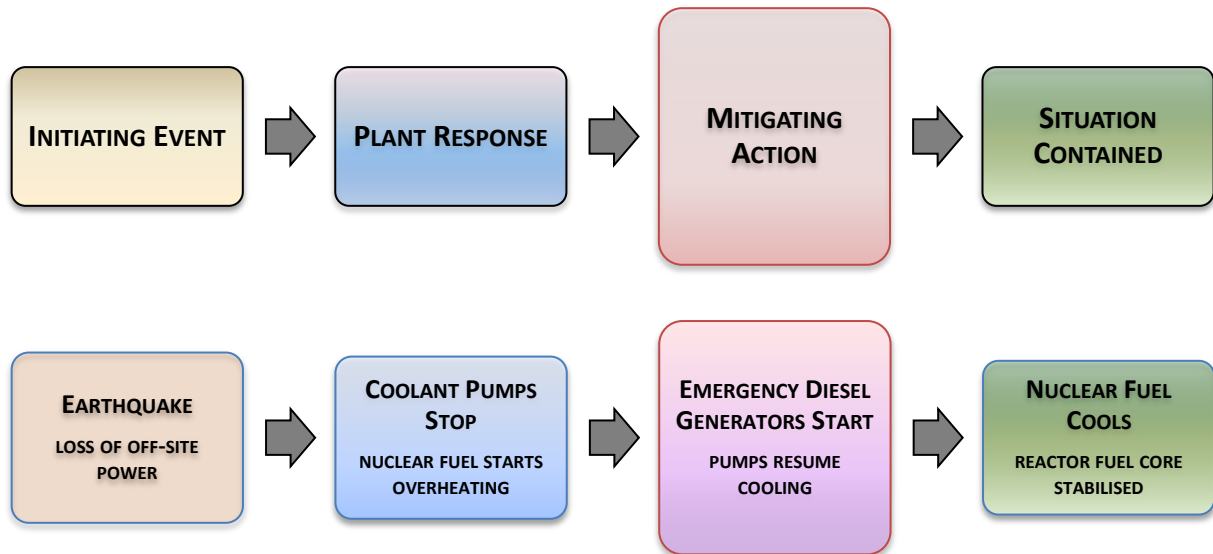 INITIATING EVENT
PLANT RESPONSE
MITIGATING
ACTION
SITUATION
CONTAINED
EARTHQUAKE
LOSS OF OFF-SITE
POWER
COOLANT PUMPS
STOP
NUCLEAR FUEL STARTS
OVERHEATING
EMERGENCY DIESEL
GENERATORS START
PUMPS RESUME
COOLING
NUCLEAR FUEL
COOLS
REACTOR FUEL CORE
STABILISED